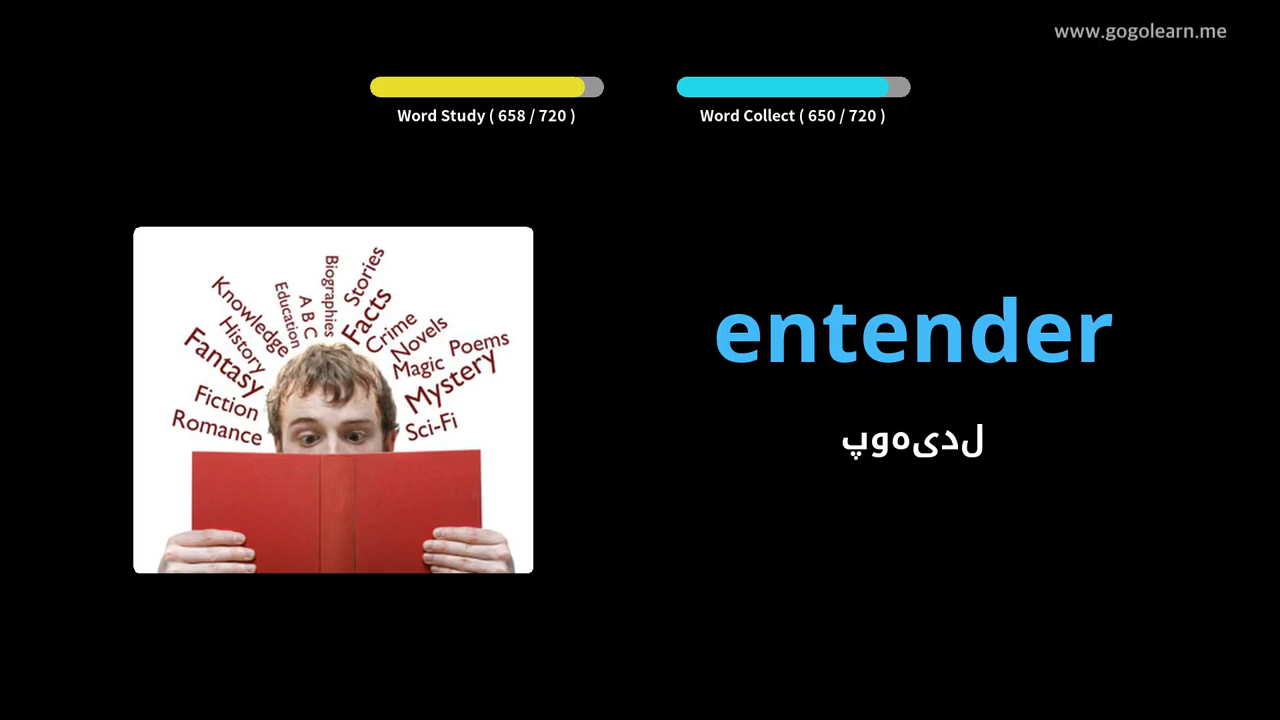 www.gogolearn.me
Word Study ( 658 / 720 )
Word Collect ( 650 / 720 )
Biographies
Stories
Education
A B C
Facts
Knowledge
Crime
History
Novels
Poems
Fantasy
Magic
Mystery
Fiction
Romance
Sci-Fi
entender
لدیهوپ